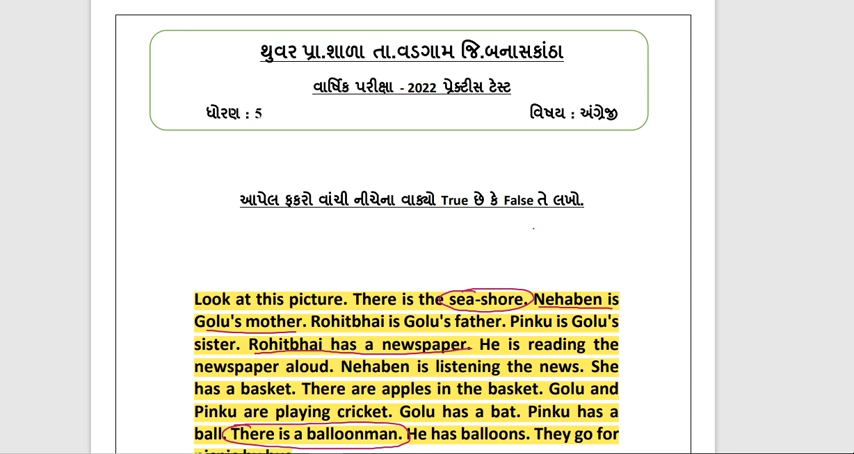 થુવર પ્રા.શાળા તા.વડગામ જિ.બનાસકાંઠા
વાર્ષિક પરીક્ષા - 2022 પ્રેક્ટીસ ટેસ્ટ
ધોરણ : 5 વિષય : અંગ્રેજી
આપેલ ફકરો વાંચી નીચેના વાક્યો True છે કે False તે લખો.
Look at this picture. There is the sea-shore. Nehaben is
Golu's mother. Rohitbhai is Golu's father. Pinku is Golu's
sister. Rohitbhai has a newspaper. He is reading the
newspaper aloud. Nehaben is listening the news. She
has a basket. There are apples in the basket. Golu and
Pinku are playing cricket. Golu has a bat. Pinku has a
ball. There is a balloonman. He has balloons. They go for